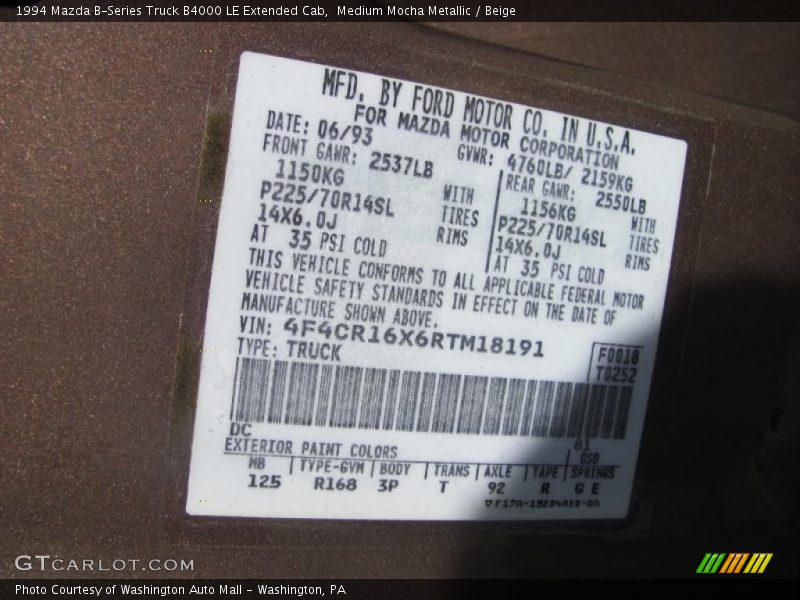 1994 Mazda B-Series Truck B4000 LE Extended Cab,  Medium Mocha Metallic / Beige
MFD. BY FORD MOTOR CO. IN U.S.A.
FOR MAZDA MOTOR CORPORATION
DATE: 06/93 GVWR: 4760LB/ 2159KG
FRONT GAWR: 2537LB REAR GAWR: 2550LB
1150KG WITH 1156KG WITH
P225/70R14SL TIRES P225/70R14SL TIRES
14X6.0J RIMS 14X6.0J RIMS
AT 35 PSI COLD AT 35 PSI COLD
THIS VEHICLE CONFORMS TO ALL APPLICABLE FEDERAL MOTOR
VEHICLE SAFETY STANDARDS IN EFFECT ON THE DATE OF
MANUFACTURE SHOWN ABOVE.
VIN: 4F4CR16X6RTM18191
TYPE: TRUCK
F0018
T0252
DC 81
EXTERIOR PAINT COLORS DSO
WB TYPE-GVM BODY TRANS AXLE TAPE SPRINGS
125 R168 3P T 92 R G E
GTCARLOT.COM
Photo Courtesy of Washington Auto Mall - Washington, PA